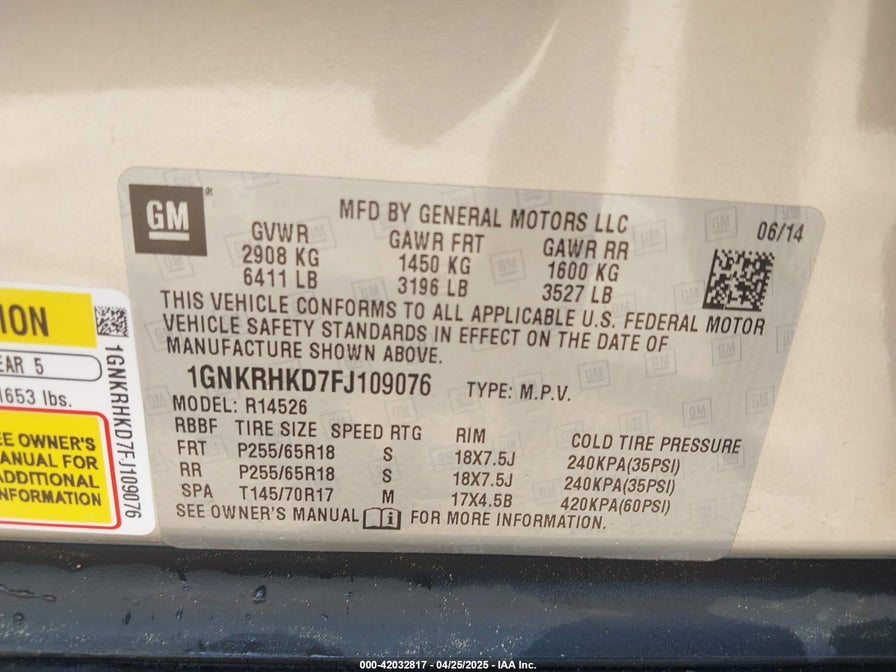 GM ®
MFD BY GENERAL MOTORS LLC
06/14
GVWR GAWR FRT GAWR RR
2908 KG 1450 KG 1600 KG
6411 LB 3196 LB 3527 LB
THIS VEHICLE CONFORMS TO ALL APPLICABLE U.S. FEDERAL MOTOR
VEHICLE SAFETY STANDARDS IN EFFECT ON THE DATE OF
MANUFACTURE SHOWN ABOVE.
1GNKRHKD7FJ109076 TYPE: M.P.V.
MODEL: R14526
RBBF TIRE SIZE SPEED RTG RIM COLD TIRE PRESSURE
FRT P255/65R18 S 18X7.5J 240KPA(35PSI)
RR P255/65R18 S 18X7.5J 240KPA(35PSI)
SPA T145/70R17 M 17X4.5B 420KPA(60PSI)
SEE OWNER'S MANUAL FOR MORE INFORMATION.
ION
EAR 5
1653 lbs.
EE OWNER'S
ANUAL FOR
ADDITIONAL
NFORMATION
1GNKRHKD7FJ109076
000-42032817 - 04/25/2025 - IAA Inc.